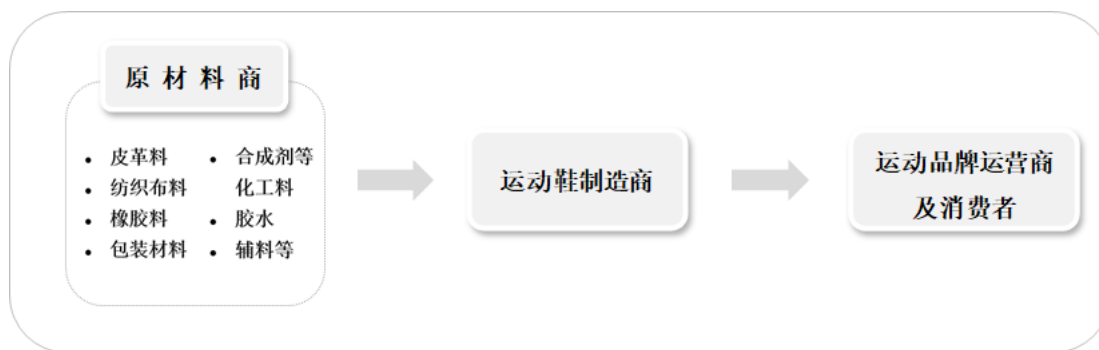 原材料商
皮革料
纺织布料
橡胶料
包装材料
合成剂等
化工料
胶水
辅料等
运动鞋制造商
运动品牌运营商
及消费者